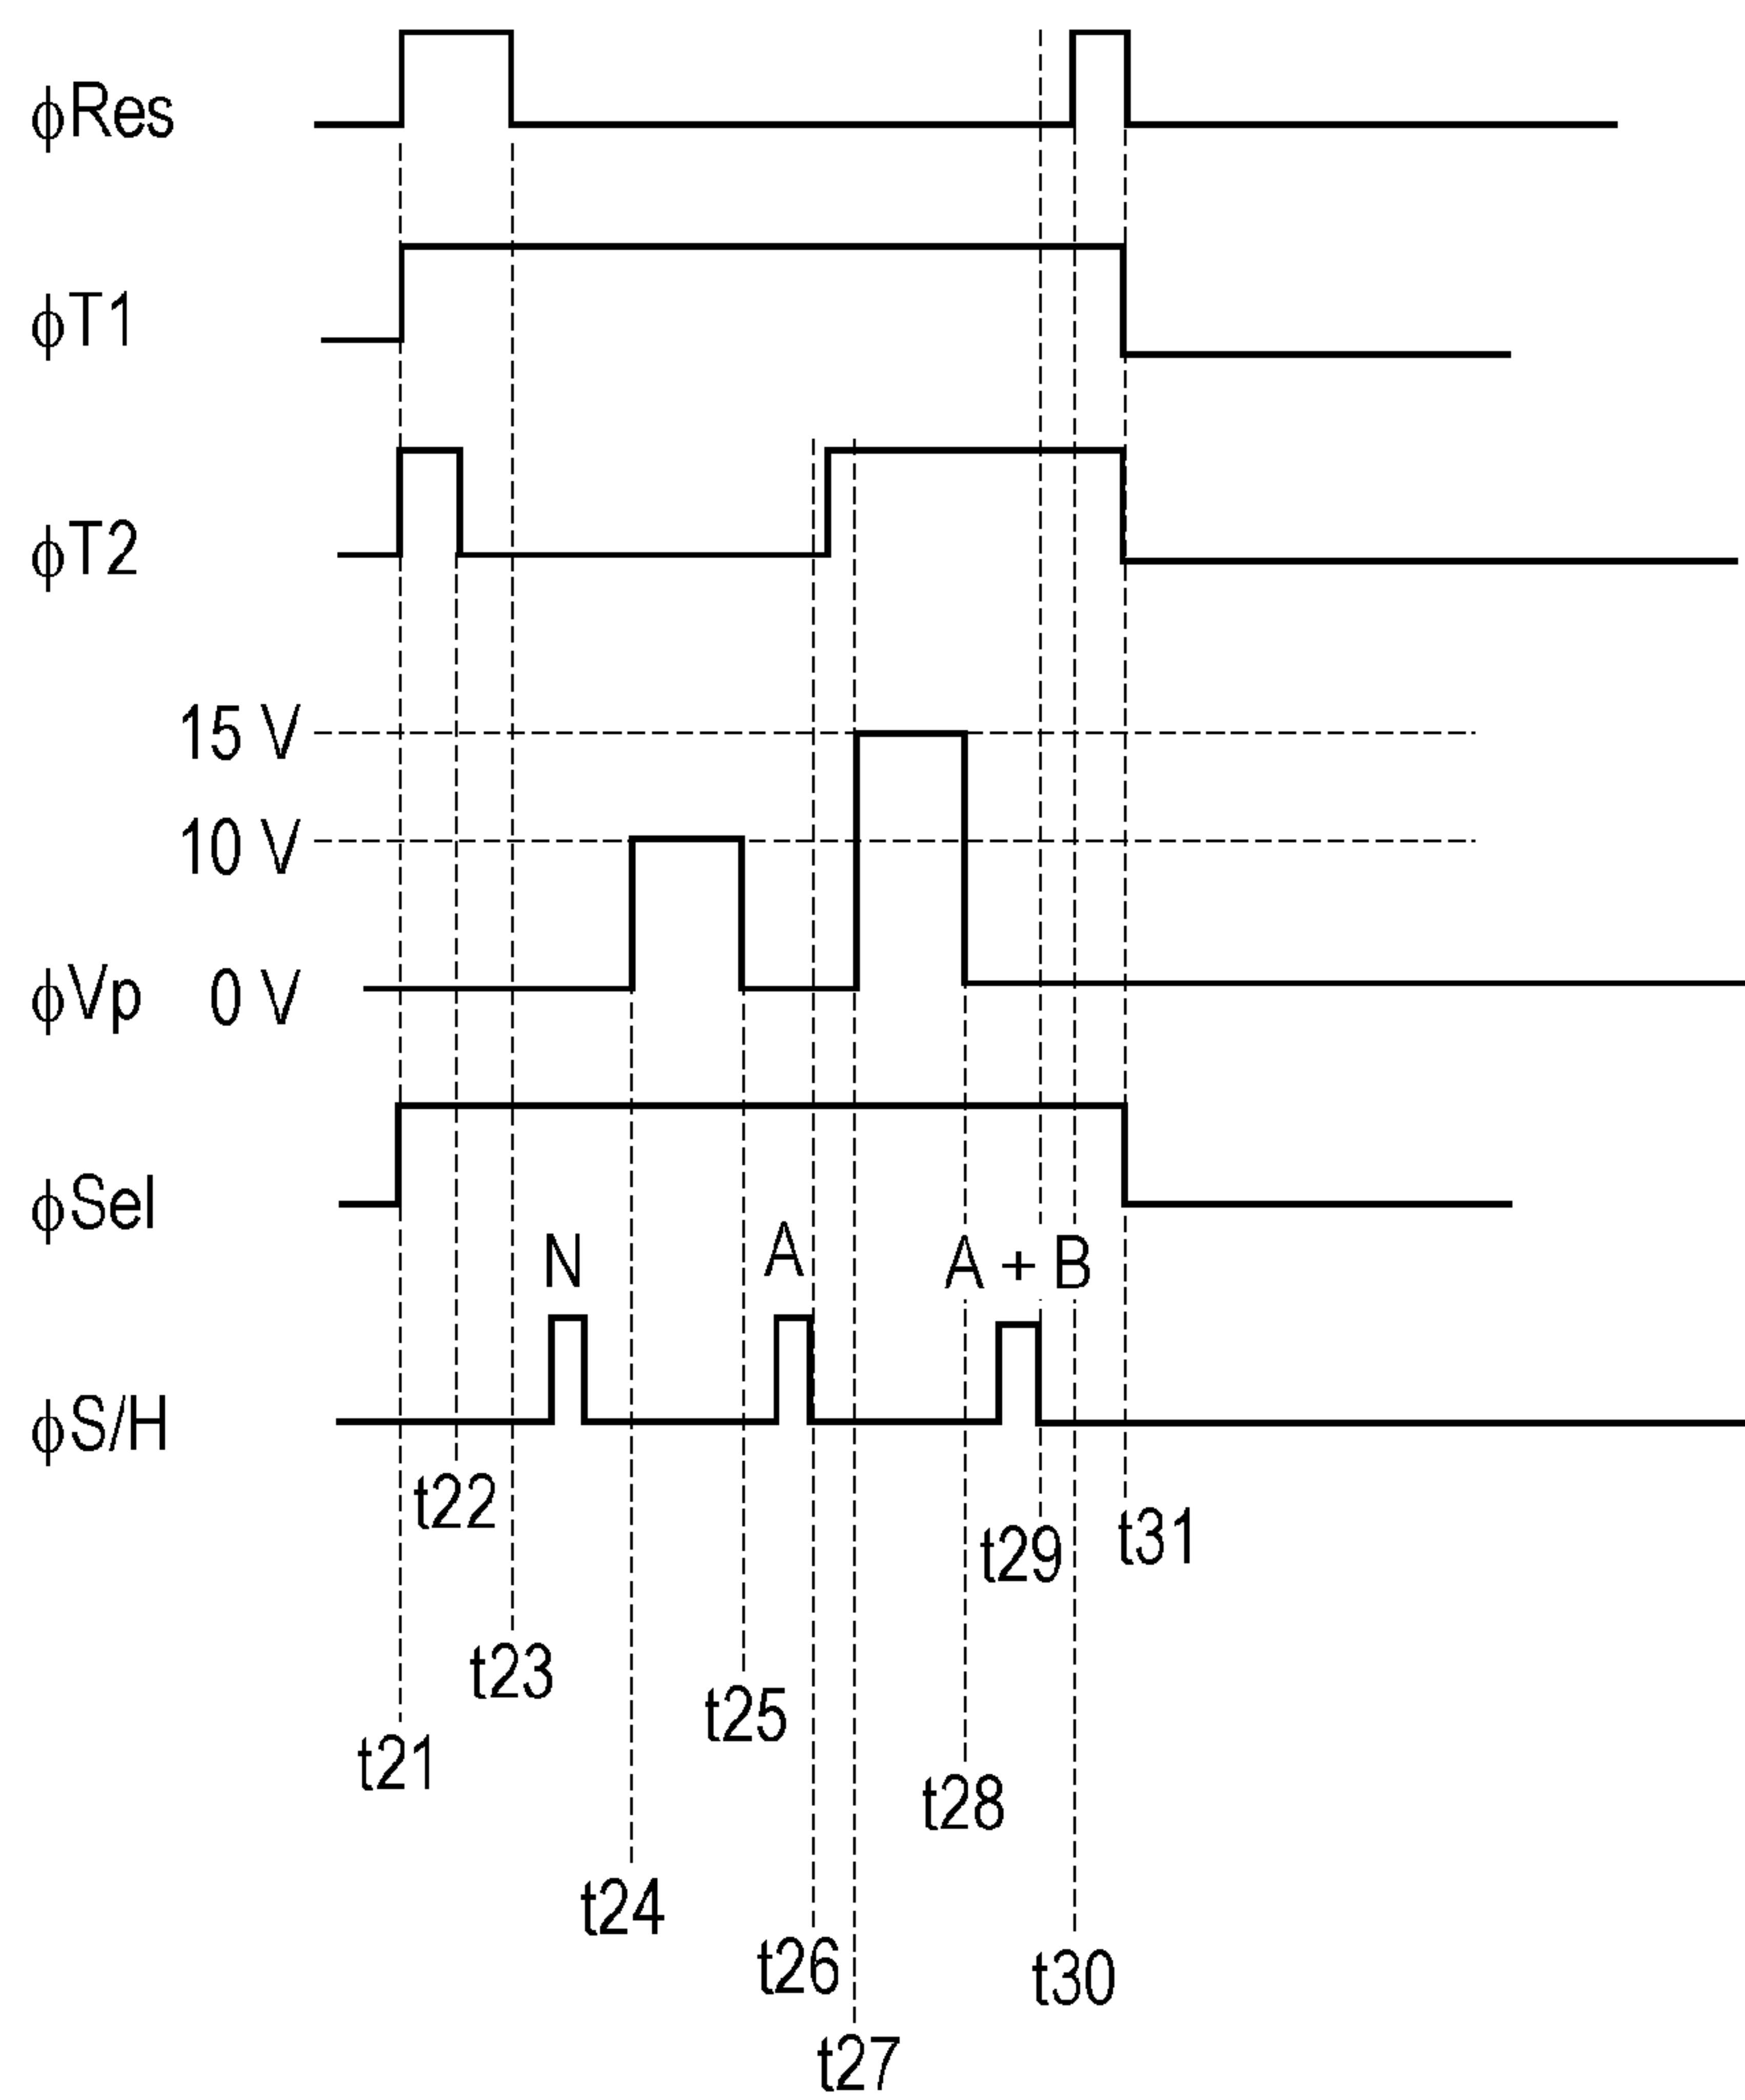 ϕRes
ϕT1
ϕT2
15 V
10 V
ϕVp 0 V
ϕSel
N A A + B
ϕS/H
t22
t29 t31
t23
t25
t21
t28
t24
t26 t30
t27